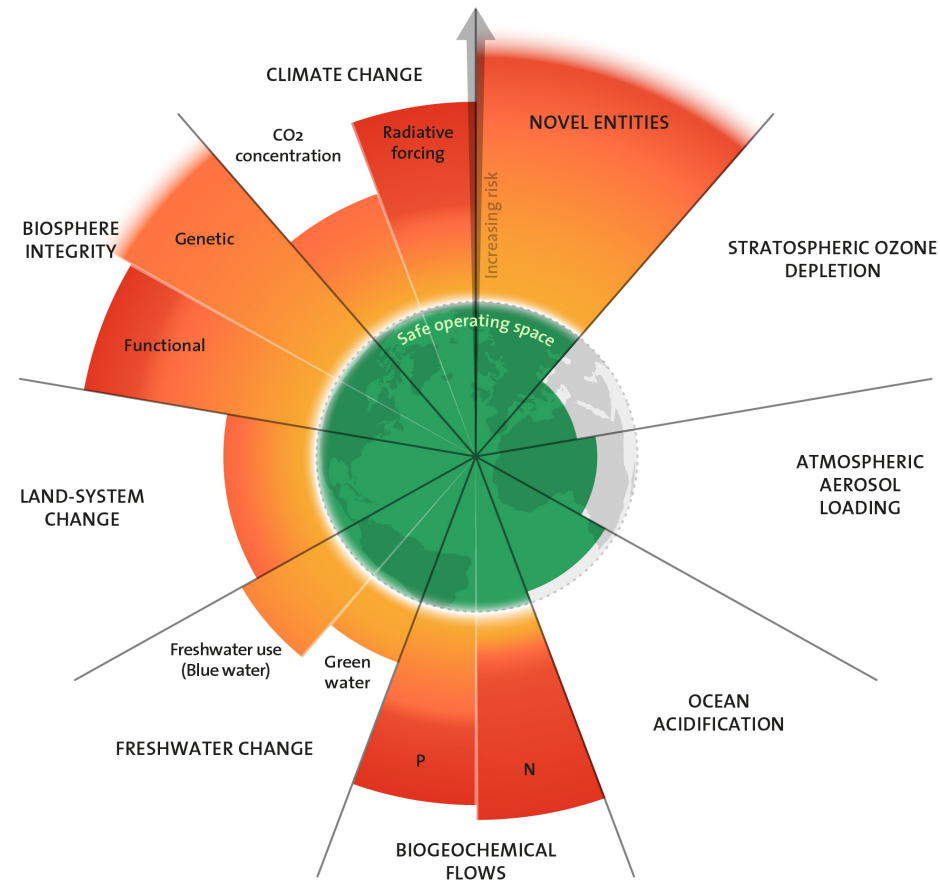 CLIMATE CHANGE
CO2
concentration
Radiative
forcing
NOVEL ENTITIES
Increasing risk
BIOSPHERE
INTEGRITY
Genetic
Functional
STRATOSPHERIC OZONE
DEPLETION
Safe operating space
ATMOSPHERIC
AEROSOL
LOADING
LAND-SYSTEM
CHANGE
Freshwater use
(Blue water)
Green
water
OCEAN
ACIDIFICATION
FRESHWATER CHANGE
P
N
BIOGEOCHEMICAL
FLOWS